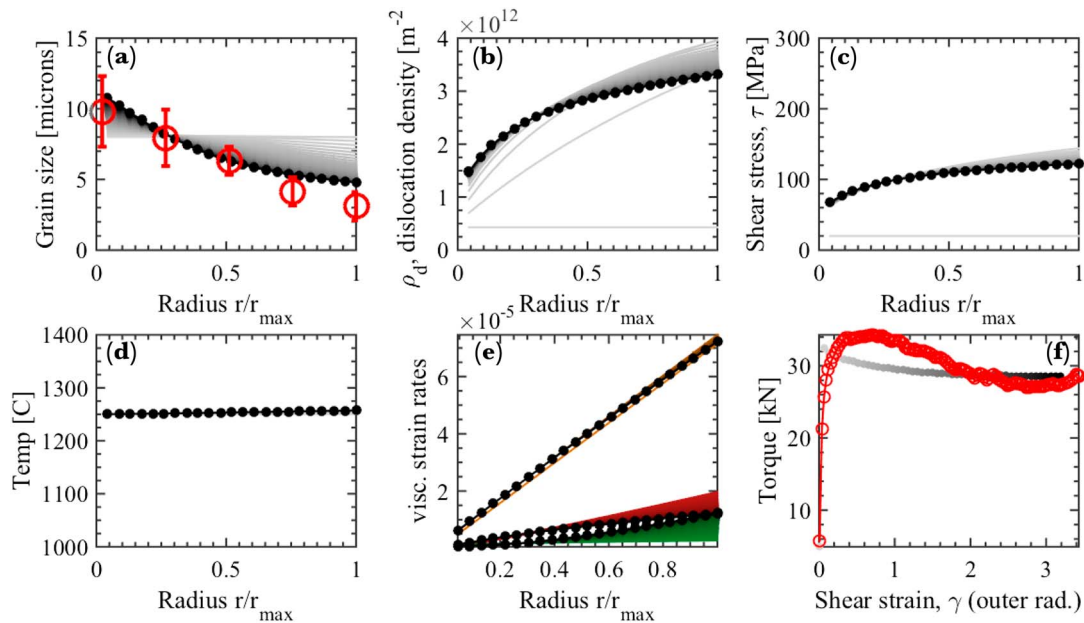 (a)
Grain size [microns]
15
10
5
0
0 0.5 1
Radius r/r_max
×10^12
(b)
ρ_d, dislocation density [m^-2]
4
3
2
1
0
0.5 1
Radius r/r_max
(c)
Shear stress, τ [MPa]
300
200
100
0
0 0.5 1
Radius r/r_max
(d)
Temp [C]
1400
1300
1200
1100
1000
0 0.5 1
Radius r/r_max
×10^-5
(e)
visc. strain rates
6
4
2
0.2 0.4 0.6 0.8
Radius r/r_max
(f)
Torque [kN]
30
20
10
0 1 2 3
Shear strain, γ (outer rad.)